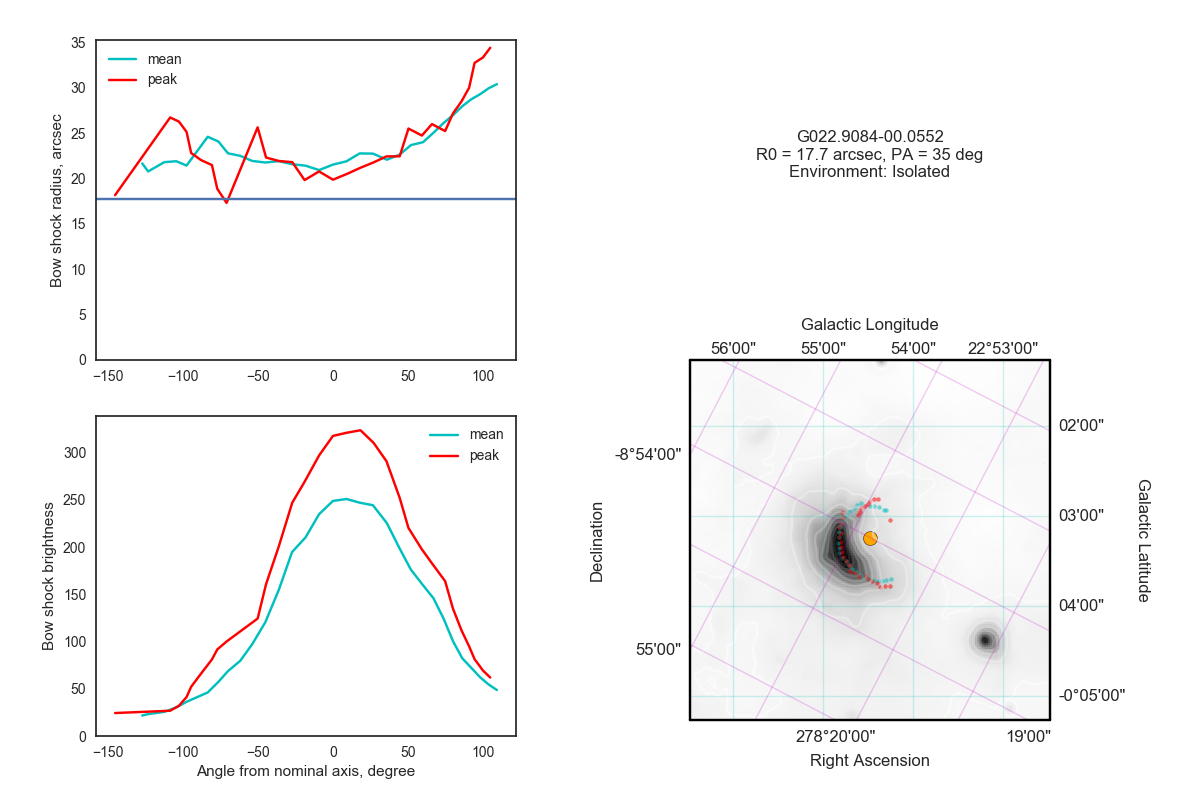 35
30
25
20
15
10
5
0
Bow shock radius, arcsec
mean
peak
−150
−100
−50
0
50
100
300
250
200
150
100
50
0
Bow shock brightness
mean
peak
−150
−100
−50
0
50
100
Angle from nominal axis, degree
G022.9084-00.0552
R0 = 17.7 arcsec, PA = 35 deg
Environment: Isolated
Galactic Longitude
56'00"
55'00"
54'00"
22°53'00"
-8°54'00"
55'00"
Declination
02'00"
03'00"
04'00"
-0°05'00"
Galactic Latitude
278°20'00"
19'00"
Right Ascension